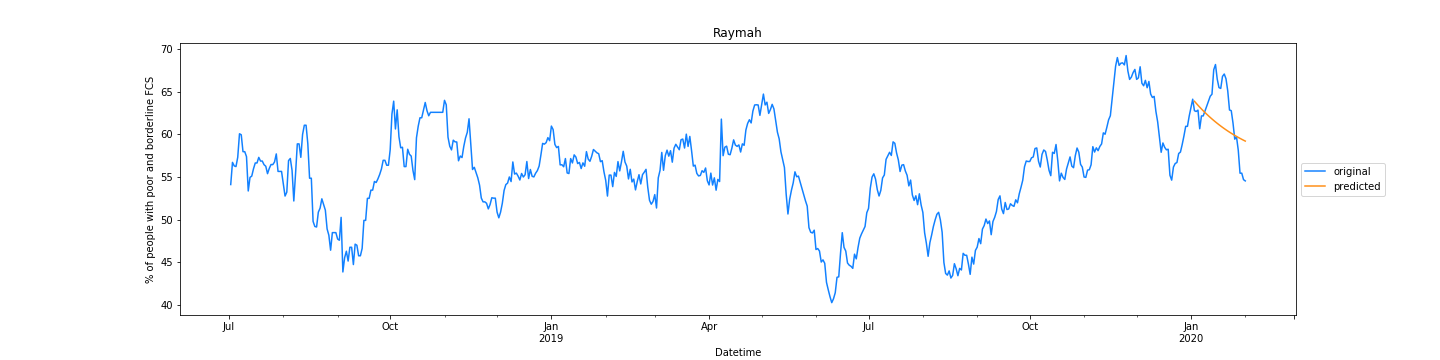 Raymah
% of people with poor and borderline FCS
70
65
60
55
50
45
40
Jul
Oct
Jan
2019
Apr
Jul
Oct
Jan
2020
Datetime
original
predicted